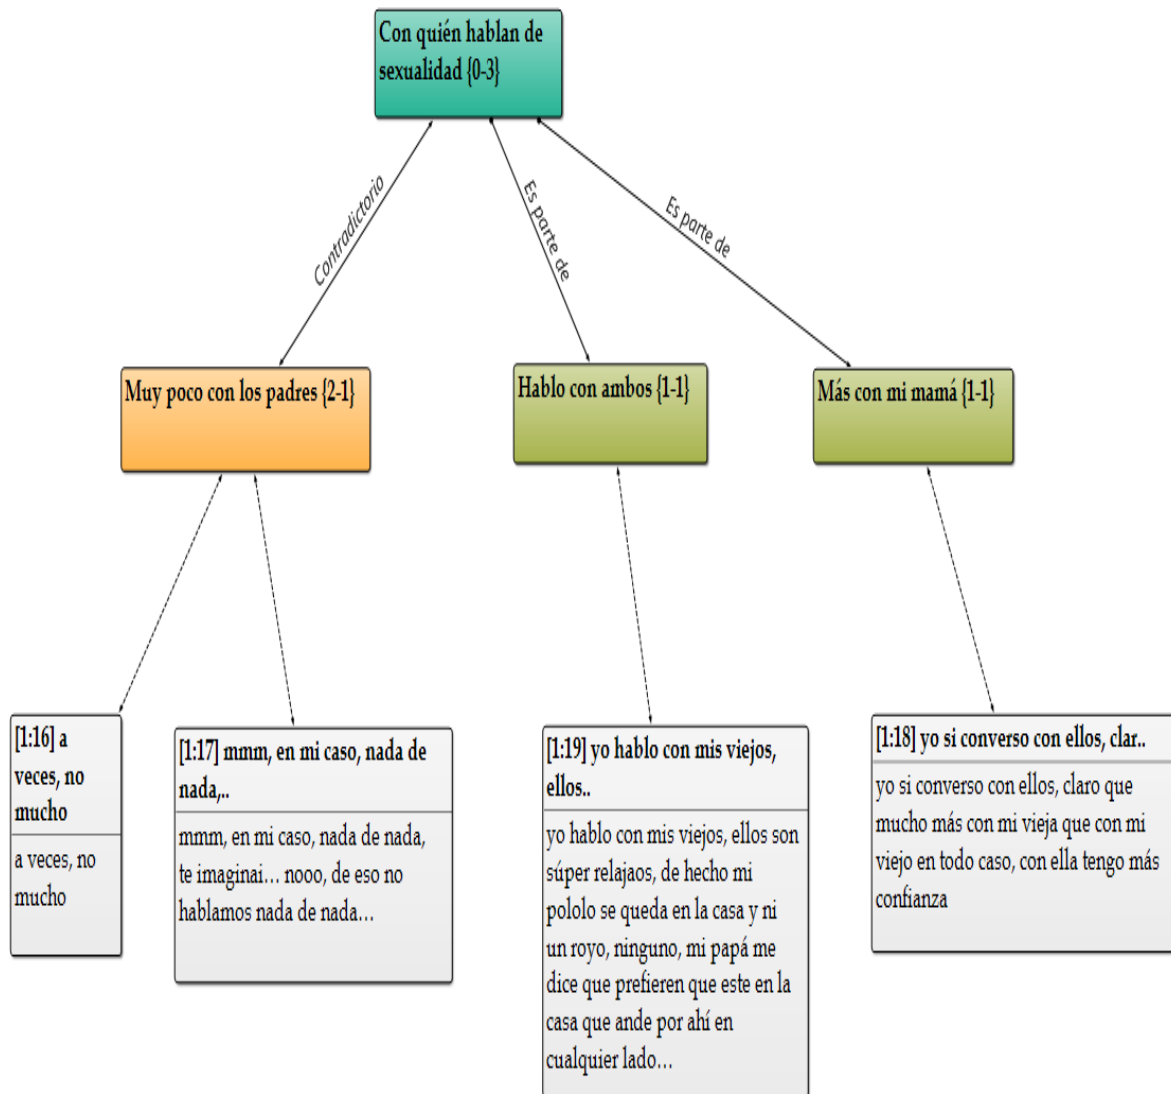 Con quién hablan de
sexualidad {0-3}
Contradictorio
Es parte de
Es parte de
Muy poco con los padres {2-1}
Hablo con ambos {1-1}
Más con mi mamá {1-1}
[1:16] a
veces, no
mucho
a veces, no
mucho
[1:17] mmm, en mi caso, nada de
nada,..
mmm, en mi caso, nada de nada,
te imaginai... nooo, de eso no
hablamos nada de nada...
[1:19] yo hablo con mis viejos,
ellos..
yo hablo con mis viejos, ellos son
súper relajaos, de hecho mi
pololo se queda en la casa y ni
un royo, ninguno, mi papá me
dice que prefieren que este en la
casa que ande por ahí en
cualquier lado...
[1:18] yo si converso con ellos, clar..
yo si converso con ellos, claro que
mucho más con mi vieja que con mi
viejo en todo caso, con ella tengo más
confianza